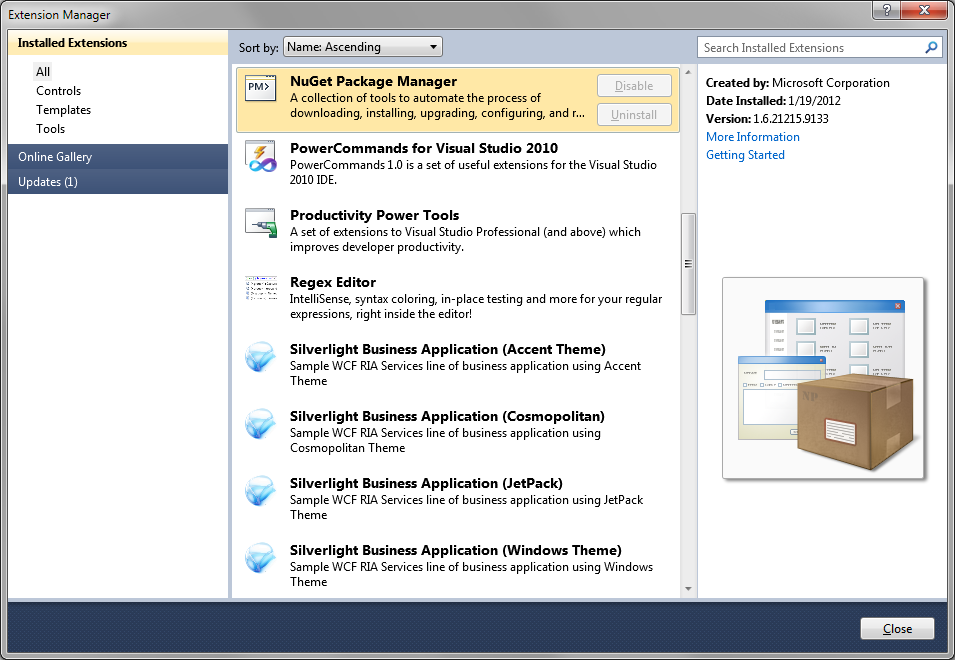 Extension Manager
?
Installed Extensions
All
Controls
Templates
Tools
Online Gallery
Updates (1)
Sort by: Name: Ascending
PM>
NuGet Package Manager
A collection of tools to automate the process of
downloading, installing, upgrading, configuring, and r...
Disable
Uninstall
PowerCommands for Visual Studio 2010
PowerCommands 1.0 is a set of useful extensions for the Visual Studio
2010 IDE.
Productivity Power Tools
A set of extensions to Visual Studio Professional (and above) which
improves developer productivity.
Regex Editor
IntelliSense, syntax coloring, in-place testing and more for your regular
expressions, right inside the editor!
Silverlight Business Application (Accent Theme)
Sample WCF RIA Services line of business application using Accent
Theme
Silverlight Business Application (Cosmopolitan)
Sample WCF RIA Services line of business application using
Cosmopolitan Theme
Silverlight Business Application (JetPack)
Sample WCF RIA Services line of business application using JetPack
Theme
Silverlight Business Application (Windows Theme)
Sample WCF RIA Services line of business application using Windows
Theme
Search Installed Extensions
Created by: Microsoft Corporation
Date Installed: 1/19/2012
Version: 1.6.21215.9133
More Information
Getting Started
NP
Close